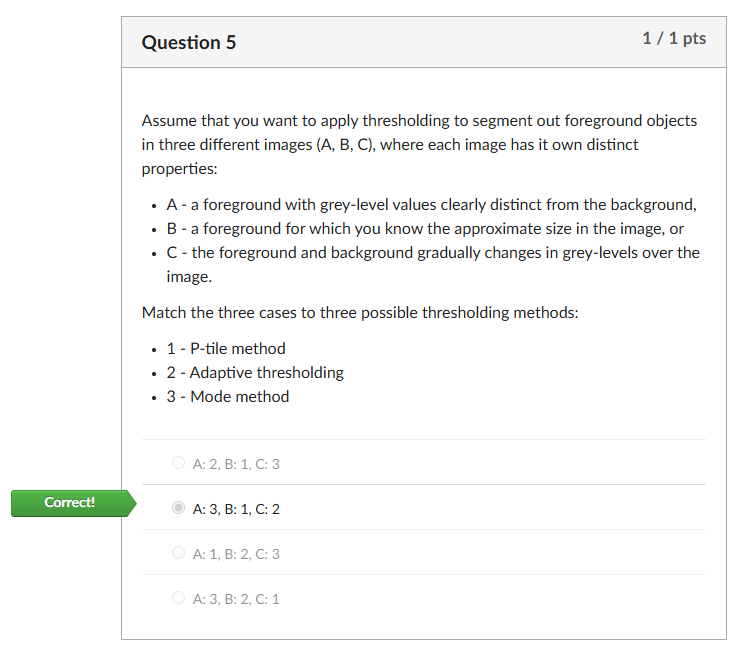 Question 5
1 / 1 pts
Assume that you want to apply thresholding to segment out foreground objects
in three different images (A, B, C), where each image has it own distinct
properties:
• A - a foreground with grey-level values clearly distinct from the background,
• B - a foreground for which you know the approximate size in the image, or
• C - the foreground and background gradually changes in grey-levels over the
image.
Match the three cases to three possible thresholding methods:
• 1 - P-tile method
• 2 - Adaptive thresholding
• 3 - Mode method
A: 2, B: 1, C: 3
Correct!
A: 3, B: 1, C: 2
A: 1, B: 2, C: 3
A: 3, B: 2, C: 1